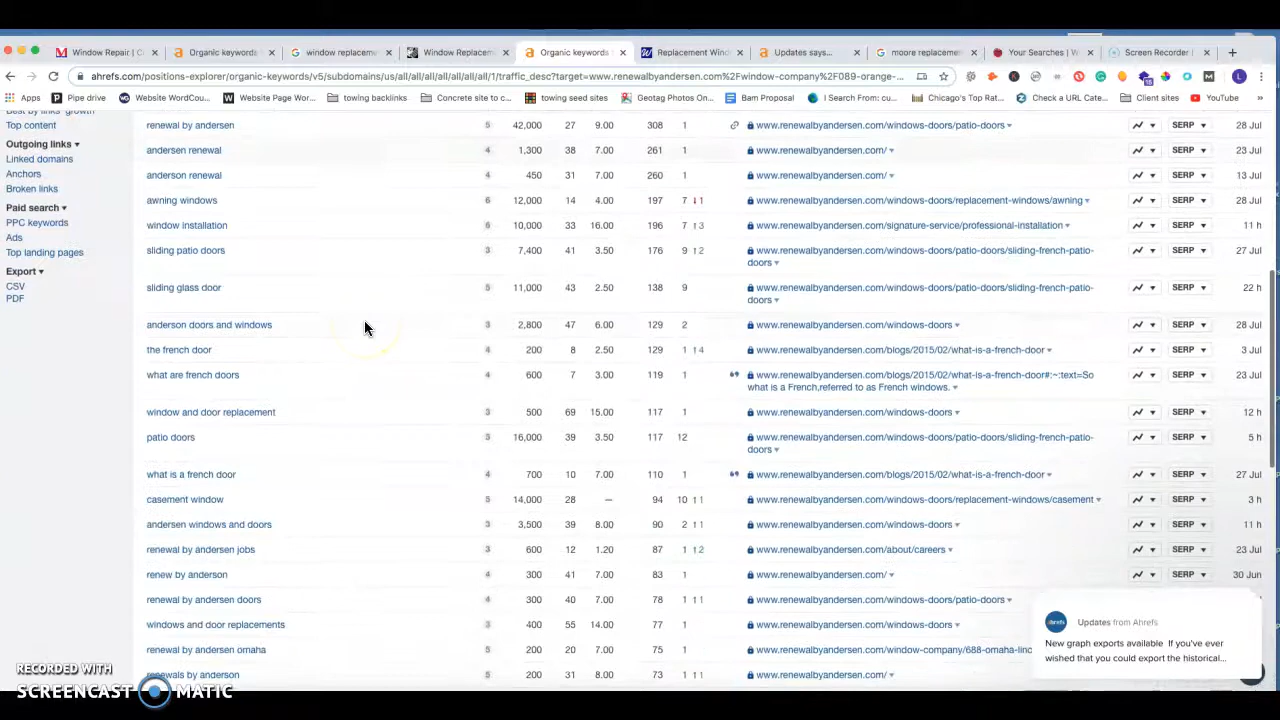 Window Repair | C
Organic keywords
window replaceme
Window Replacem
Organic keywords
Replacement Wind
Updates says...
moore replacemen
Your Searches | W
Screen Recorder |
ahrefs.com/positions-explorer/organic-keywords/v5/subdomains/us/all/all/all/all/all/all/all/1/traffic_desc?target=www.renewalbyandersen.com%2Fwindow-company%2F089-orange-...
Apps
Pipe drive
Website WordCou...
Website Page Wor...
towing backlinks
Concrete site to c...
towing seed sites
Geotag Photos On...
Bam Proposal
I Search From: cu...
Chicago's Top Rat...
Check a URL Cate...
Client sites
YouTube
»
Best by links' growth
Top content
Outgoing links
Linked domains
Anchors
Broken links
Paid search
PPC keywords
Ads
Top landing pages
Export
CSV
PDF
renewal by andersen 5 42,000 27 9.00 308 1 www.renewalbyandersen.com/windows-doors/patio-doors SERP 28 Jul
andersen renewal 4 1,300 38 7.00 261 1 www.renewalbyandersen.com/ SERP 23 Jul
anderson renewal 4 450 31 7.00 260 1 www.renewalbyandersen.com/ SERP 13 Jul
awning windows 6 12,000 14 4.00 197 7 ↓1 www.renewalbyandersen.com/windows-doors/replacement-windows/awning SERP 28 Jul
window installation 6 10,000 33 16.00 196 7 ↑3 www.renewalbyandersen.com/signature-service/professional-installation SERP 11 h
sliding patio doors 3 7,400 41 3.50 176 9 ↑2 www.renewalbyandersen.com/windows-doors/patio-doors/sliding-french-patio- SERP 27 Jul
doors
sliding glass door 5 11,000 43 2.50 138 9 www.renewalbyandersen.com/windows-doors/patio-doors/sliding-french-patio- SERP 22 h
doors
anderson doors and windows 3 2,800 47 6.00 129 2 www.renewalbyandersen.com/windows-doors SERP 28 Jul
the french door 4 200 8 2.50 129 1 ↑4 www.renewalbyandersen.com/blogs/2015/02/what-is-a-french-door SERP 3 Jul
what are french doors 4 600 7 3.00 119 1 www.renewalbyandersen.com/blogs/2015/02/what-is-a-french-door#:~:text=So SERP 23 Jul
what is a French,referred to as French windows.
window and door replacement 3 500 69 15.00 117 1 www.renewalbyandersen.com/windows-doors SERP 12 h
patio doors 3 16,000 39 3.50 117 12 www.renewalbyandersen.com/windows-doors/patio-doors/sliding-french-patio- SERP 5 h
doors
what is a french door 4 700 10 7.00 110 1 www.renewalbyandersen.com/blogs/2015/02/what-is-a-french-door SERP 27 Jul
casement window 5 14,000 28 — 94 10 ↑1 www.renewalbyandersen.com/windows-doors/replacement-windows/casement SERP 3 h
andersen windows and doors 3 3,500 39 8.00 90 2 ↑1 www.renewalbyandersen.com/windows-doors SERP 11 h
renewal by andersen jobs 3 600 12 1.20 87 1 ↑2 www.renewalbyandersen.com/about/careers SERP 23 Jul
renew by anderson 4 300 41 7.00 83 1 www.renewalbyandersen.com/ SERP 30 Jun
renewal by andersen doors 4 300 40 7.00 78 1 ↑1 www.renewalbyandersen.com/windows-doors/patio-doors
windows and door replacements 3 400 55 14.00 77 1 www.renewalbyandersen.com/windows-doors
renewal by andersen omaha 5 200 20 7.00 75 1 www.renewalbyandersen.com/window-company/688-omaha-linc
renewals by anderson 5 200 31 8.00 73 1 ↑1 www.renewalbyandersen.com/
ahrefs
Updates from Ahrefs
New graph exports available If you've ever
wished that you could export the historical...
RECORDED WITH
SCREENCAST MATIC